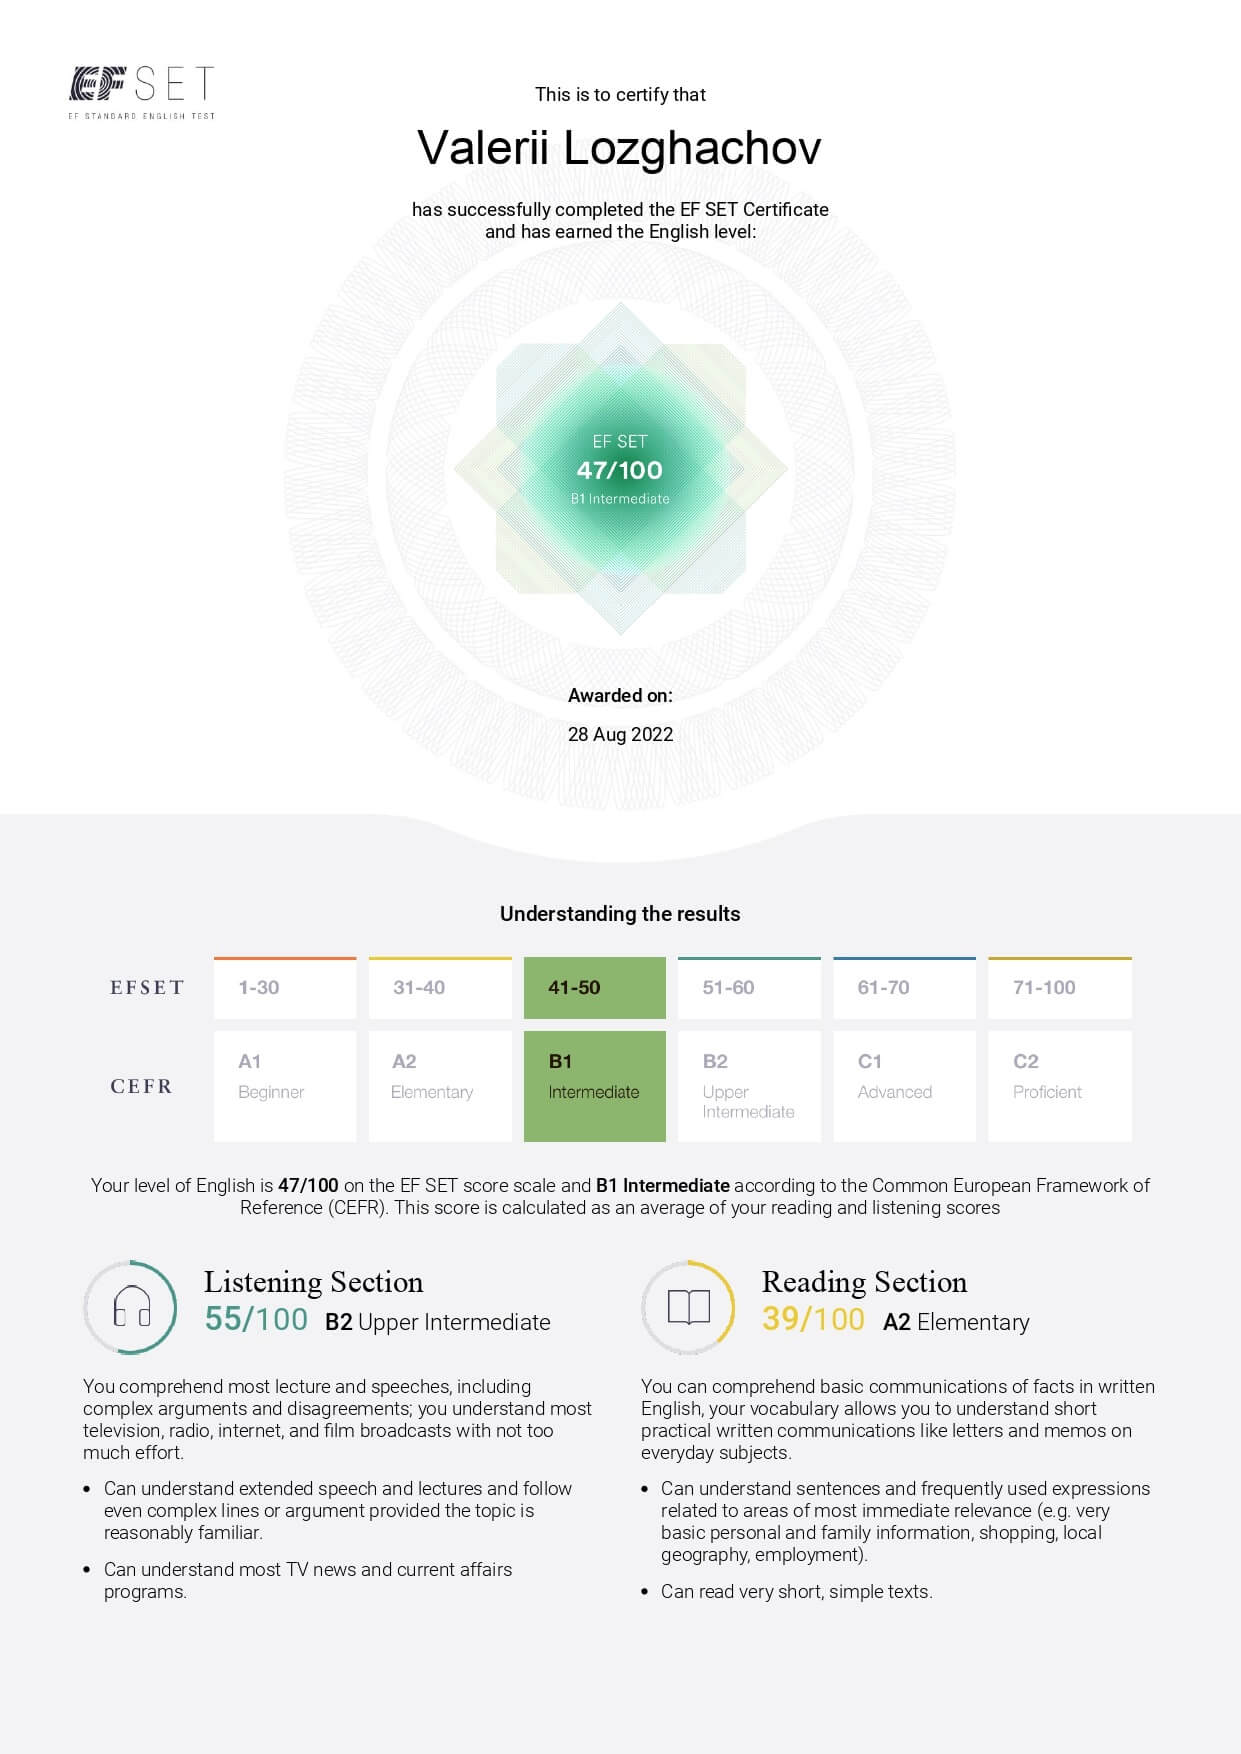 EF SET
EF STANDARD ENGLISH TEST
This is to certify that
Valerii Lozghachov
has successfully completed the EF SET Certificate
and has earned the English level:
EF SET
47/100
B1 Intermediate
Awarded on:
28 Aug 2022
Understanding the results
EFSET 1-30 31-40 41-50 51-60 61-70 71-100
CEFR
A1 A2 B1 B2 C1 C2
Beginner Elementary Intermediate Upper Advanced Proficient
Intermediate
Your level of English is 47/100 on the EF SET score scale and B1 Intermediate according to the Common European Framework of
Reference (CEFR). This score is calculated as an average of your reading and listening scores
Listening Section
55/100 B2 Upper Intermediate
You comprehend most lecture and speeches, including
complex arguments and disagreements; you understand most
television, radio, internet, and film broadcasts with not too
much effort.
• Can understand extended speech and lectures and follow
even complex lines or argument provided the topic is
reasonably familiar.
• Can understand most TV news and current affairs
programs.
Reading Section
39/100 A2 Elementary
You can comprehend basic communications of facts in written
English, your vocabulary allows you to understand short
practical written communications like letters and memos on
everyday subjects.
• Can understand sentences and frequently used expressions
related to areas of most immediate relevance (e.g. very
basic personal and family information, shopping, local
geography, employment).
• Can read very short, simple texts.